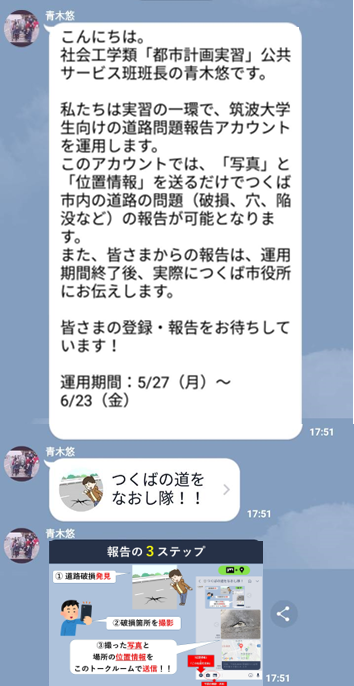 青木悠
こんにちは。
社会工学類「都市計画実習」公共
サービス班班長の青木悠です。
私たちは実習の一環で、筑波大学
生向けの道路問題報告アカウント
を運用します。
このアカウントでは、「写真」と
「位置情報」を送るだけでつくば
市内の道路の問題（破損、穴、陥
没など）の報告が可能となりま
す。
また、皆さまからの報告は、運用
期間終了後、実際につくば市役所
にお伝えします。
皆さまの登録・報告をお待ちして
います！
運用期間：5/27（月）～
6/23（金）
17:51
青木悠
つくばの道を
なおし隊！！
17:51
青木悠
報告の3ステップ
①道路破損発見
②破損箇所を撮影
③撮った写真と
場所の位置情報を
このトークルームで送信！！
17:51